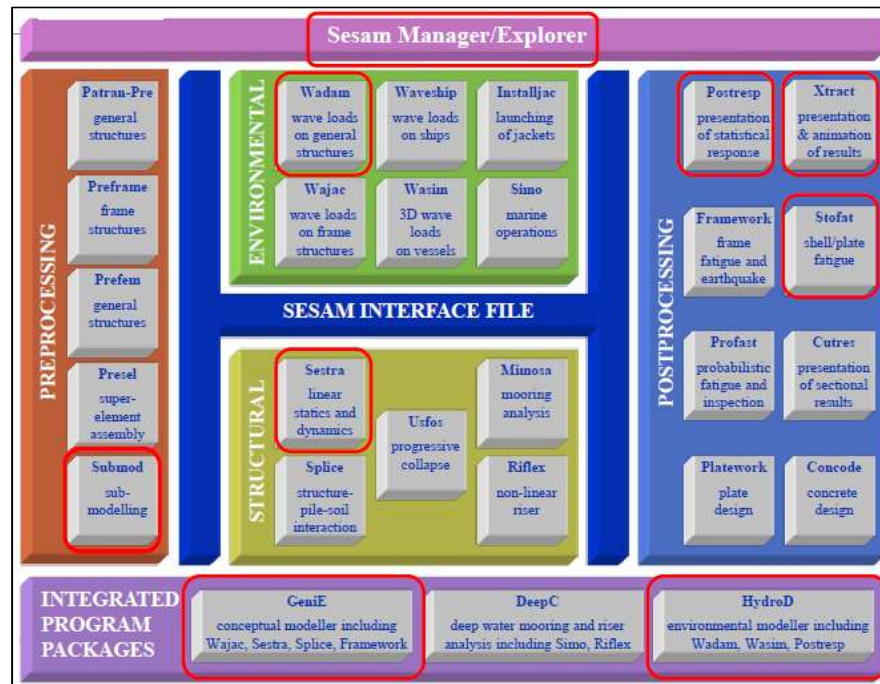 Sesam Manager/Explorer
PREPROCESSING
Patran-Pre
general
structures
Preframe
frame
structures
Prefem
general
structures
Presel
super-
element
assembly
Submod
sub-
modelling
ENVIRONMENTAL
Wadam
wave loads
on general
structures
Waveship
wave loads
on ships
Installjac
launching
of jackets
Wajac
wave loads
on frame
structures
Wasim
3D wave
loads
on vessels
Simo
marine
operations
SESAM INTERFACE FILE
STRUCTURAL
Sestra
linear
statics and
dynamics
Splice
structure-
pile-soil
interaction
Usfos
progressive
collapse
Mimosa
mooring
analysis
Riflex
non-linear
riser
POSTPROCESSING
Postresp
presentation
of statistical
response
Xtract
presentation
& animation
of results
Framework
frame
fatigue and
earthquake
Stofat
shell/plate
fatigue
Profast
probabilistic
fatigue and
inspection
Cutres
presentation
of sectional
results
Platework
plate
design
Concode
concrete
design
INTEGRATED
PROGRAM
PACKAGES
GeniE
conceptual modeller including
Wajac, Sestra, Splice, Framework
DeepC
deep water mooring and riser
analysis including Simo, Riflex
HydroD
environmental modeller including
Wadam, Wasim, Postresp